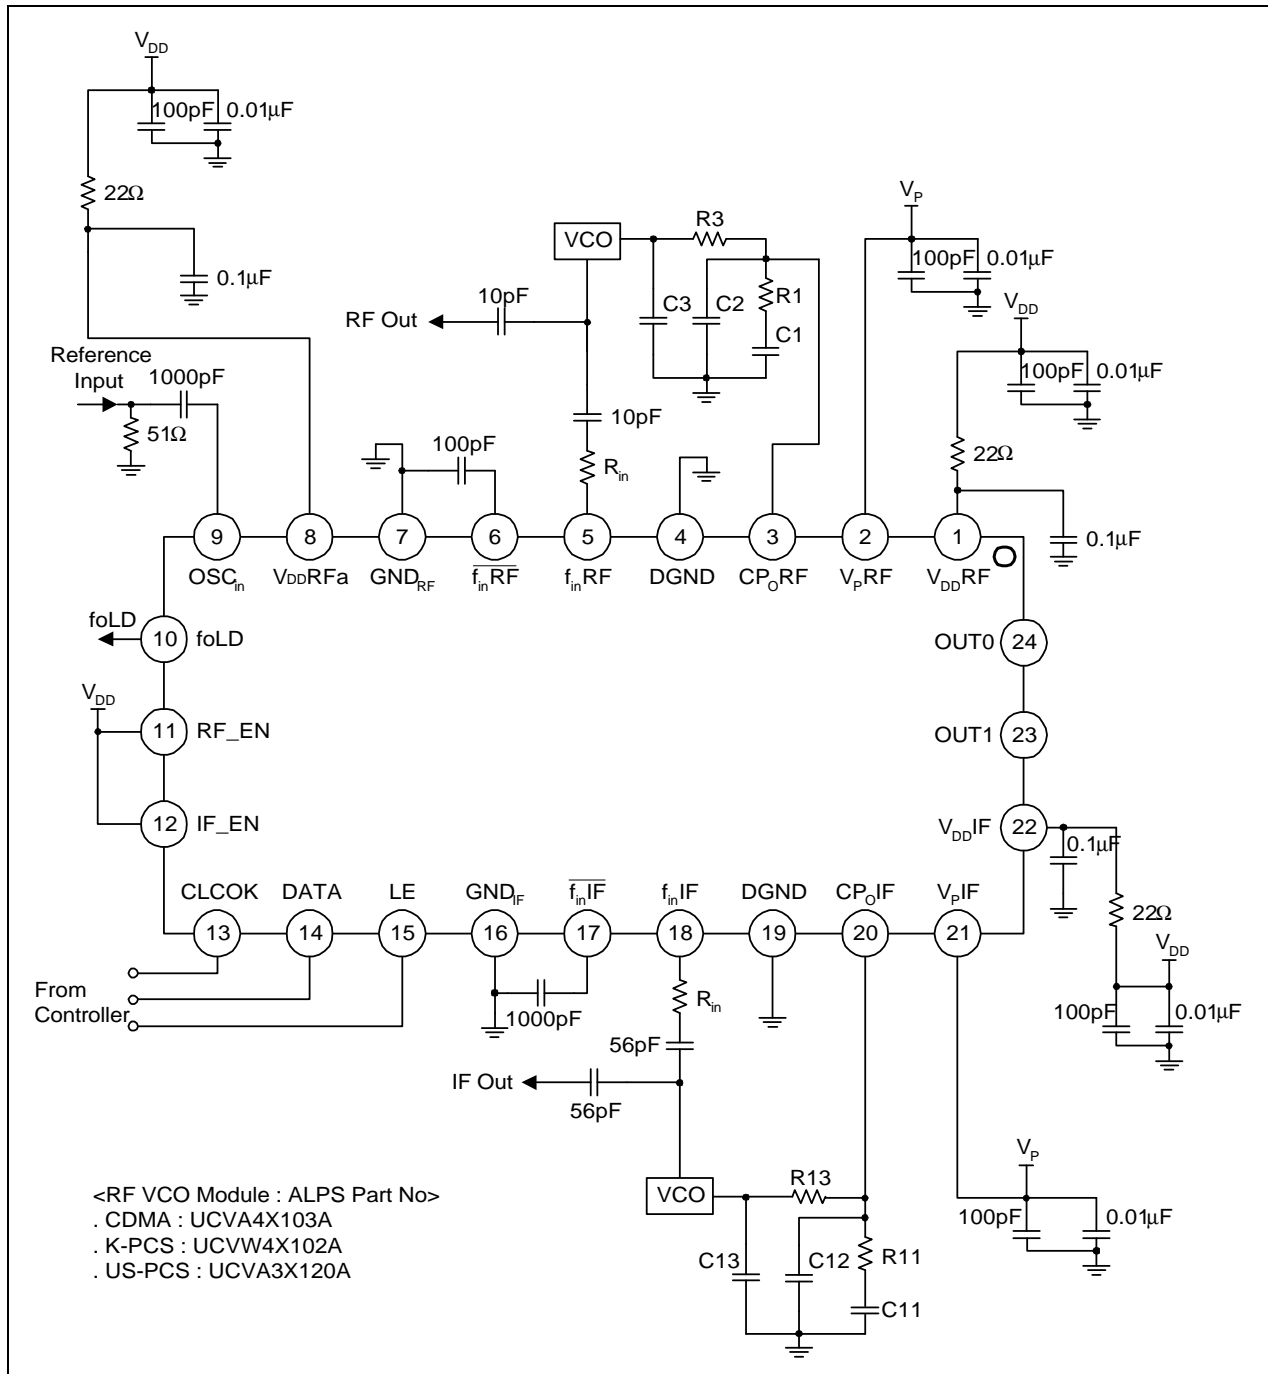 VDD
100pF 0.01µF
22Ω
0.1µF
VP
100pF 0.01µF
VCO
R3
C3 C2 R1
C1
10pF
RF Out
VDD
100pF 0.01µF
Reference
Input
1000pF
51Ω
10pF
100pF
Rin
22Ω
0.1µF
9 8 7 6 5 4 3 2 1
OSCin VDDRFa GNDRF finRF finRF DGND CPORF VPRF VDDRF
foLD
10 foLD
OUT0 24
VDD
11 RF_EN
OUT1 23
12 IF_EN
VDDIF 22
0.1µF
CLCOK DATA LE GNDIF finIF finIF DGND CPOIF VPIF
13 14 15 16 17 18 19 20 21
22Ω
VDD
100pF 0.01µF
From
Controller
1000pF
Rin
56pF
IF Out
56pF
VP
100pF 0.01µF
VCO
R13
C13 C12 R11
C11
<RF VCO Module : ALPS Part No>
. CDMA : UCVA4X103A
. K-PCS : UCVW4X102A
. US-PCS : UCVA3X120A